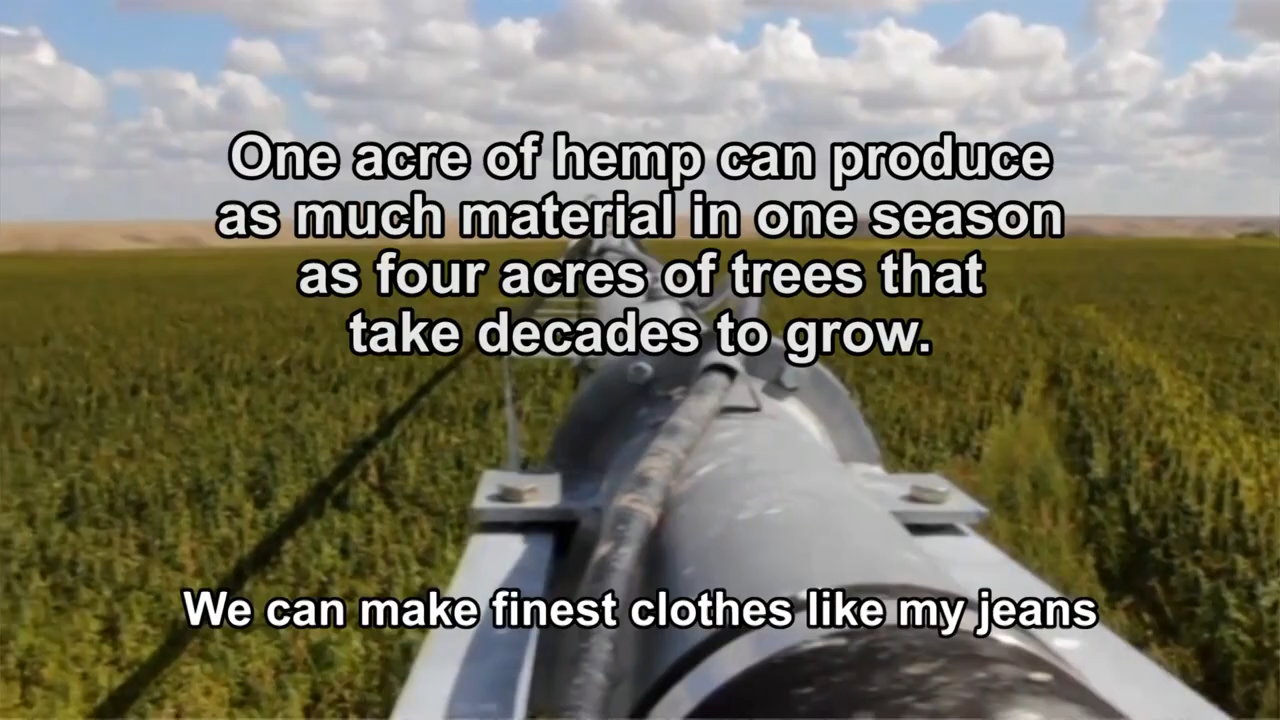 One acre of hemp can produce
as much material in one season
as four acres of trees that
take decades to grow.
We can make finest clothes like my jeans